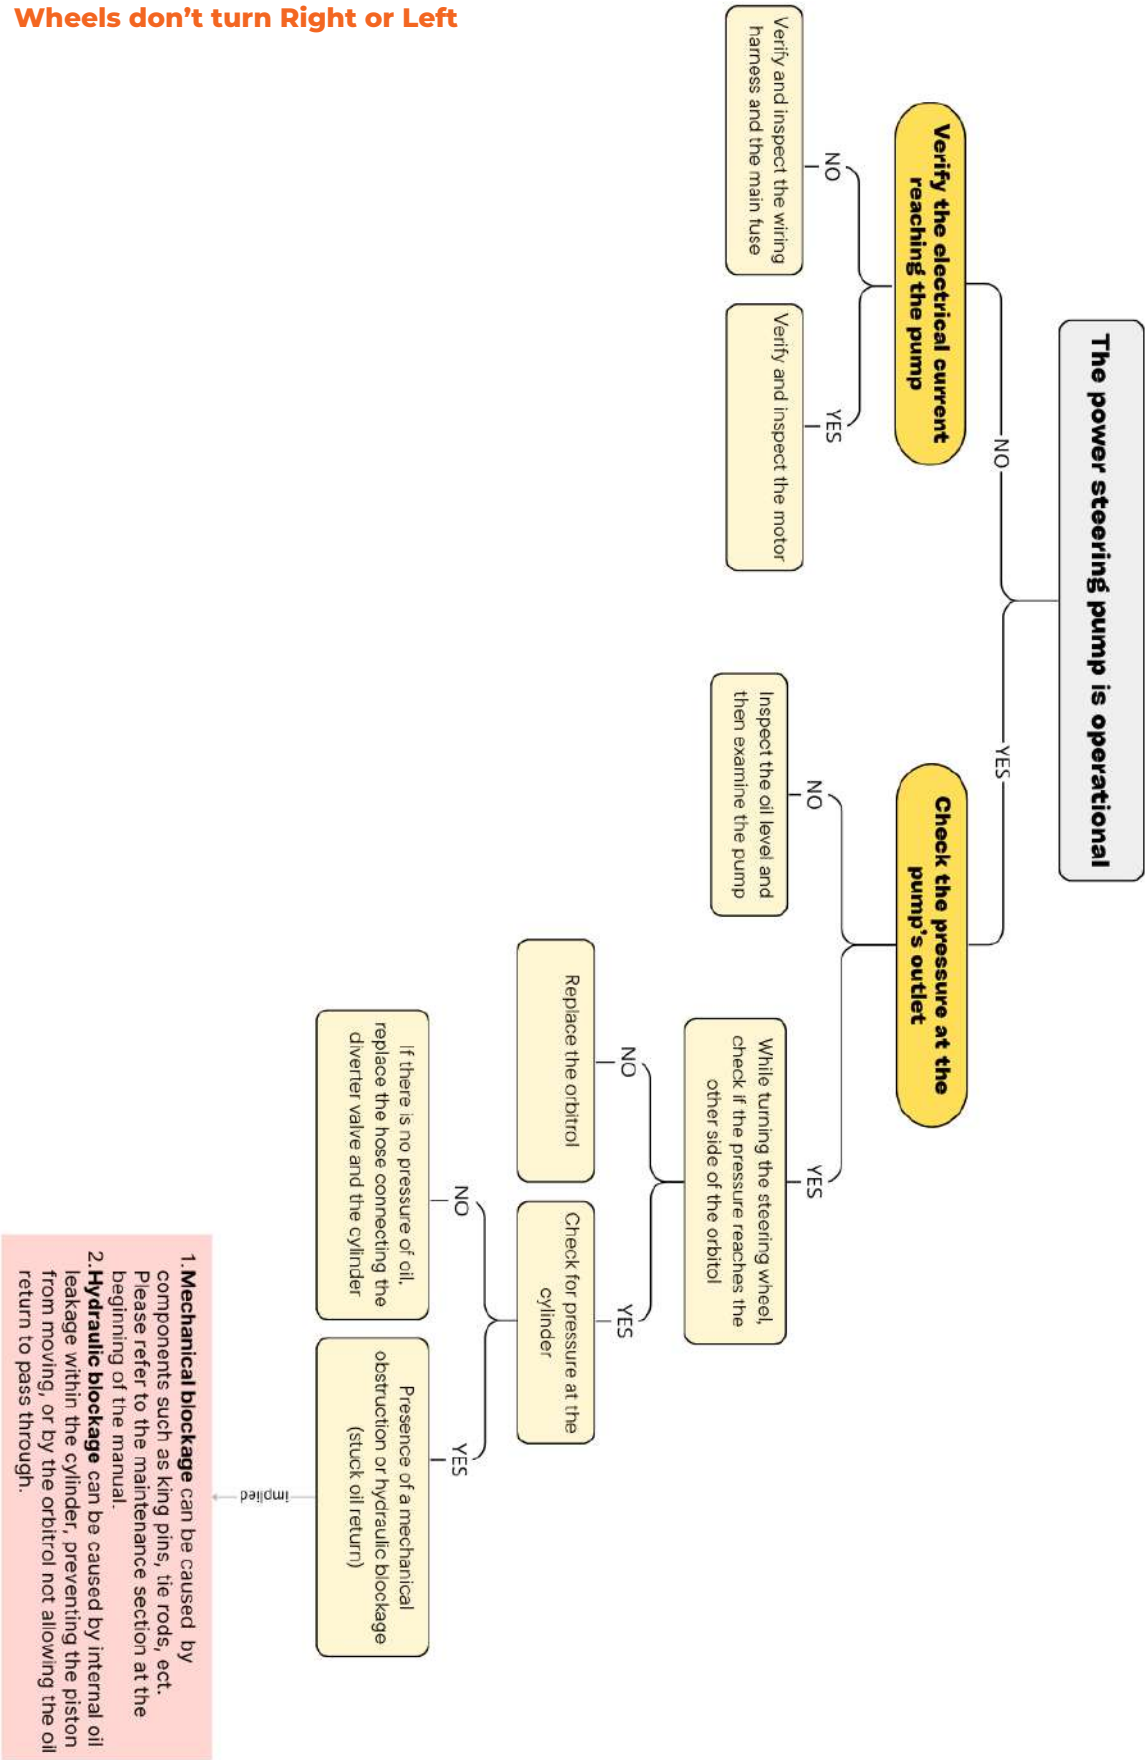 Wheels don’t turn Right or Left
The power steering pump is operational
NO
YES
Verify the electrical current
reaching the pump
NO
YES
Verify and inspect the wiring
harness and the main fuse
Verify and inspect the motor
Check the pressure at the
pump’s outlet
NO
YES
Inspect the oil level and
then examine the pump
While turning the steering wheel,
check if the pressure reaches the
other side of the orbitol
NO
YES
Replace the orbitrol
Check for pressure at the
cylinder
NO
YES
If there is no pressure of oil,
replace the hose connecting the
diverter valve and the cylinder
Presence of a mechanical
obstruction or hydraulic blockage
(stuck oil return)
implied
1. Mechanical blockage can be caused by
components such as king pins, tie rods, ect.
Please refer to the maintenance section at the
beginning of the manual.
2. Hydraulic blockage can be caused by internal oil
leakage within the cylinder, preventing the piston
from moving, or by the orbitrol not allowing the oil
return to pass through.